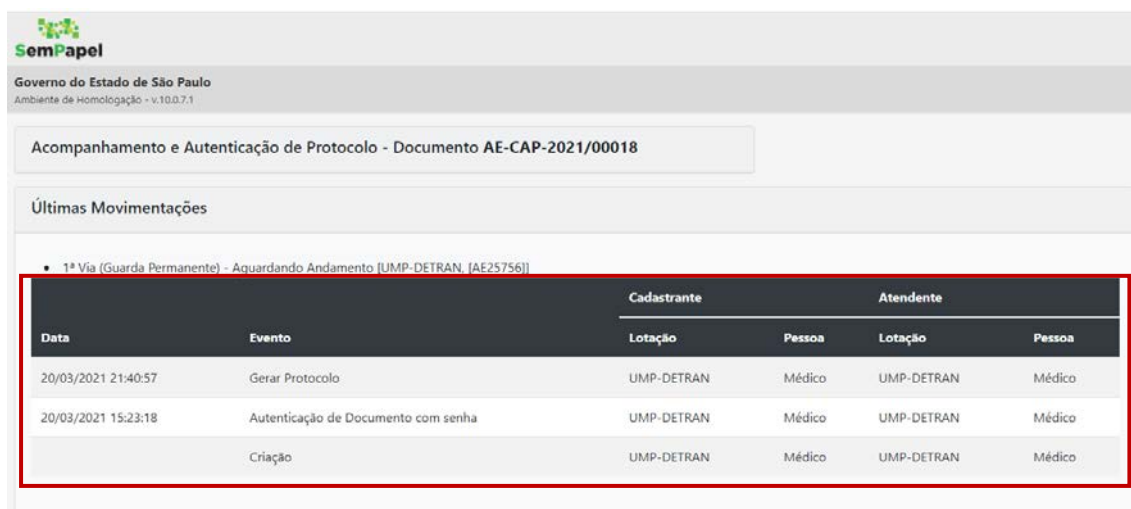 SemPapel
Governo do Estado de São Paulo
Ambiente de Homologação - v.10.0.7.1
Acompanhamento e Autenticação de Protocolo - Documento AE-CAP-2021/00018
Últimas Movimentações
• 1ª Via (Guarda Permanente) - Aguardando Andamento [UMP-DETRAN, [AE25756]]
Cadastrante Atendente
Data Evento Lotação Pessoa Lotação Pessoa
20/03/2021 21:40:57 Gerar Protocolo UMP-DETRAN Médico UMP-DETRAN Médico
20/03/2021 15:23:18 Autenticação de Documento com senha UMP-DETRAN Médico UMP-DETRAN Médico
Criação UMP-DETRAN Médico UMP-DETRAN Médico